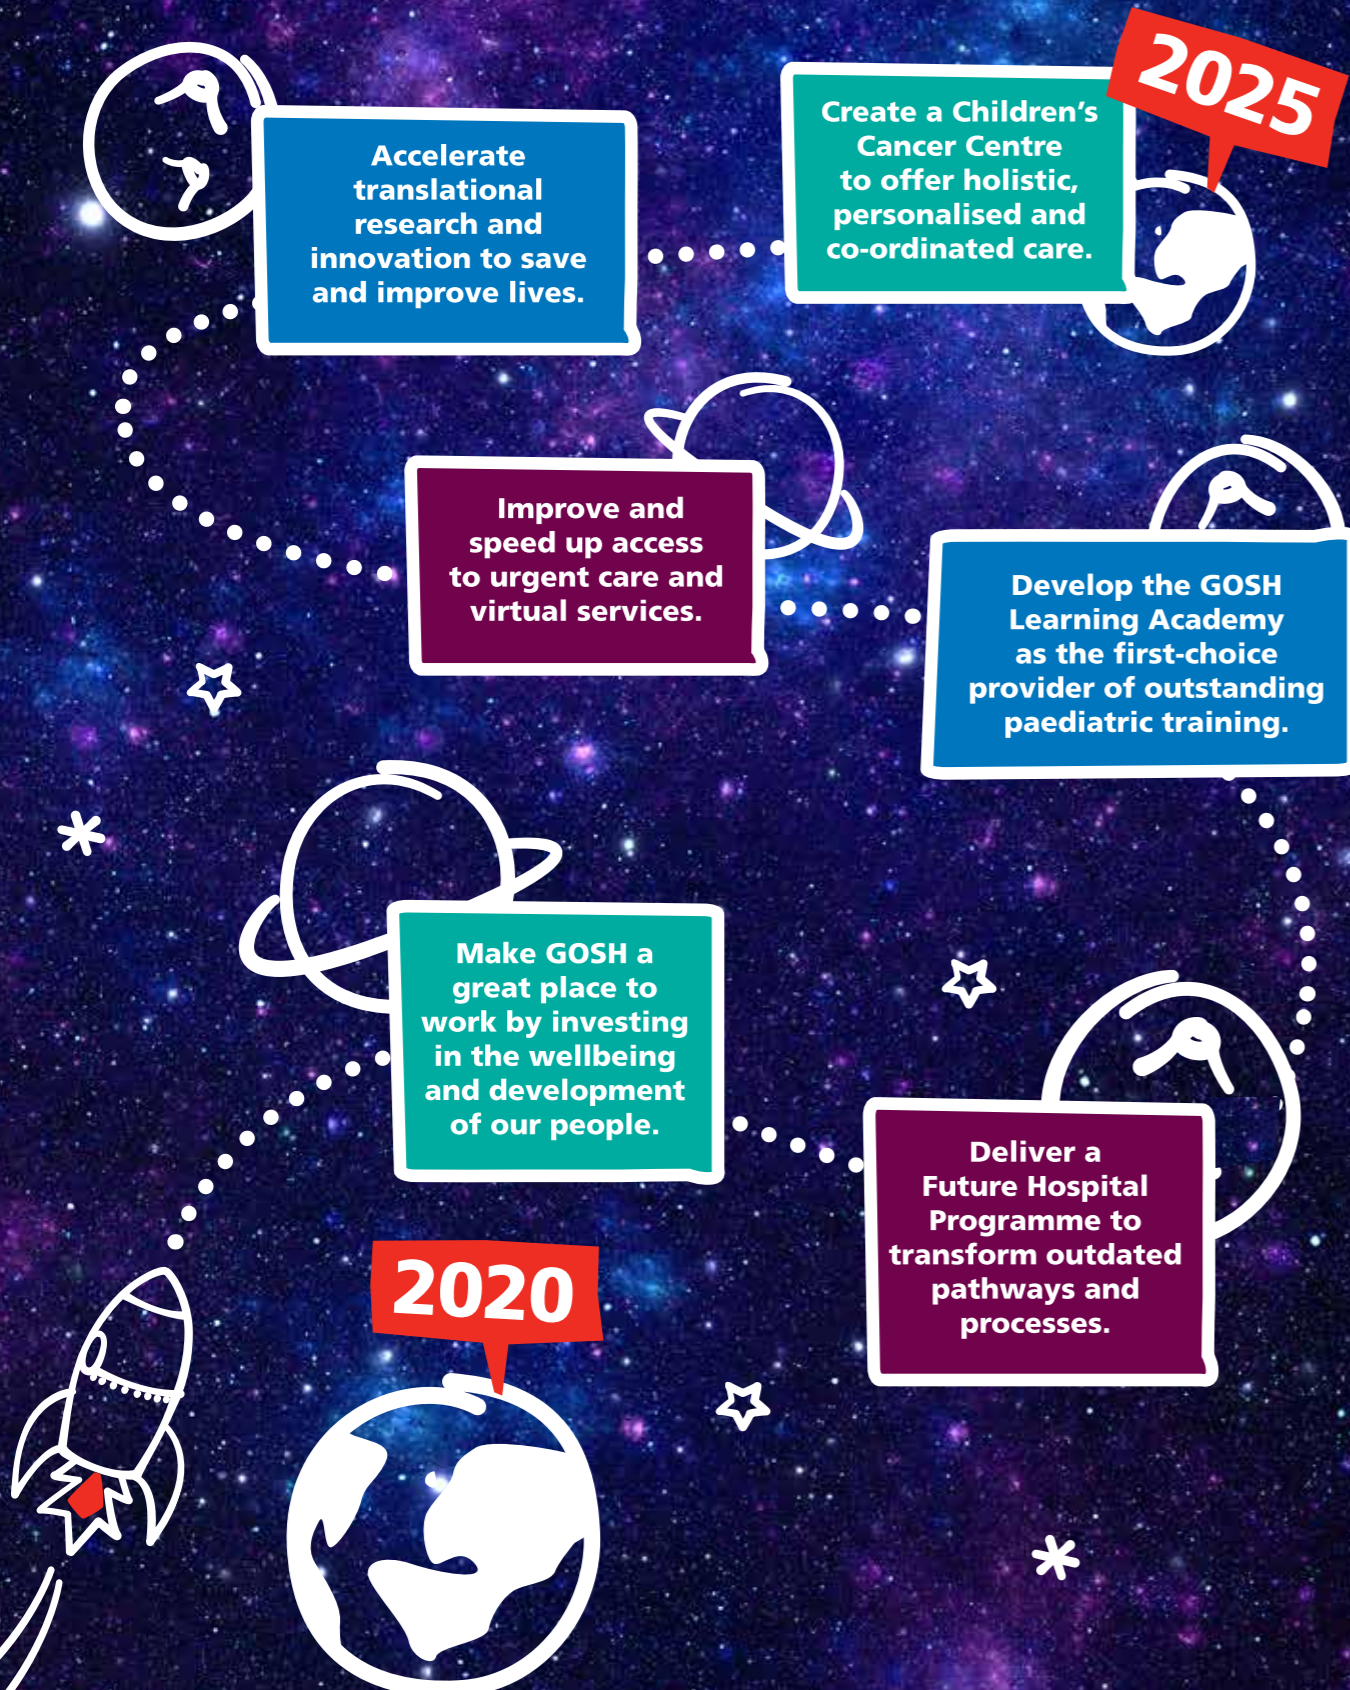 2025
Create a Children's
Cancer Centre
to offer holistic,
personalised and
co-ordinated care.
Accelerate
translational
research and
innovation to save
and improve lives.
Improve and
speed up access
to urgent care and
virtual services.
Develop the GOSH
Learning Academy
as the first-choice
provider of outstanding
paediatric training.
Make GOSH a
great place to
work by investing
in the wellbeing
and development
of our people.
Deliver a
Future Hospital
Programme to
transform outdated
pathways and
processes.
2020